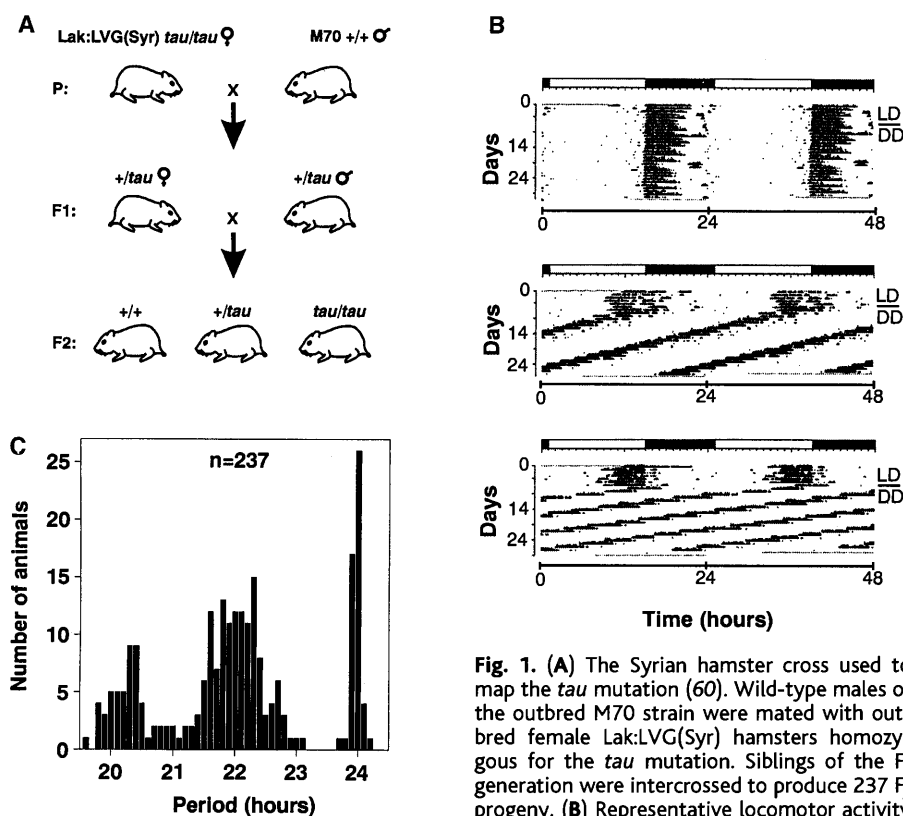 A
Lak:LVG(Syr) tau/tau ♀ M70 +/+ ♂
P: x
+/tau ♀ +/tau ♂
F1: x
+/+ +/tau tau/tau
F2:
B
0
14
24
Days
LD
DD
0 24 48
0
14
24
Days
LD
DD
0 24 48
0
14
24
Days
LD
DD
0 24 48
Time (hours)
C
n=237
25
20
15
10
5
0
Number of animals
20 21 22 23 24
Period (hours)
Fig. 1. (A) The Syrian hamster cross used to
map the tau mutation (60). Wild-type males o
the outbred M70 strain were mated with out
bred female Lak:LVG(Syr) hamsters homozy
gous for the tau mutation. Siblings of the F
generation were intercrossed to produce 237 F
progeny. (B) Representative locomotor activity